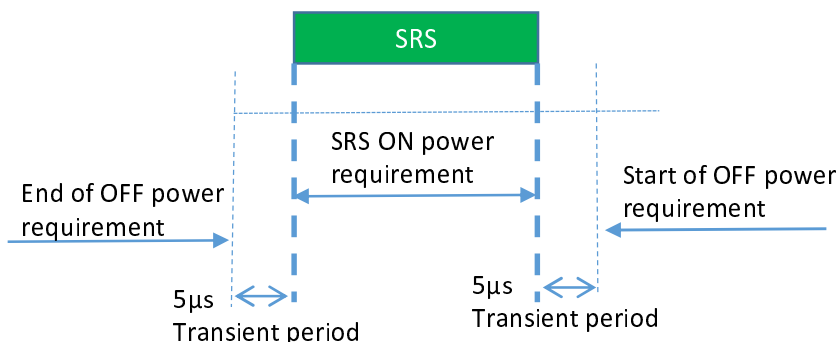 SRS
SRS ON power
requirement
End of OFF power
requirement
Start of OFF power
requirement
5µs
Transient period
5µs
Transient period